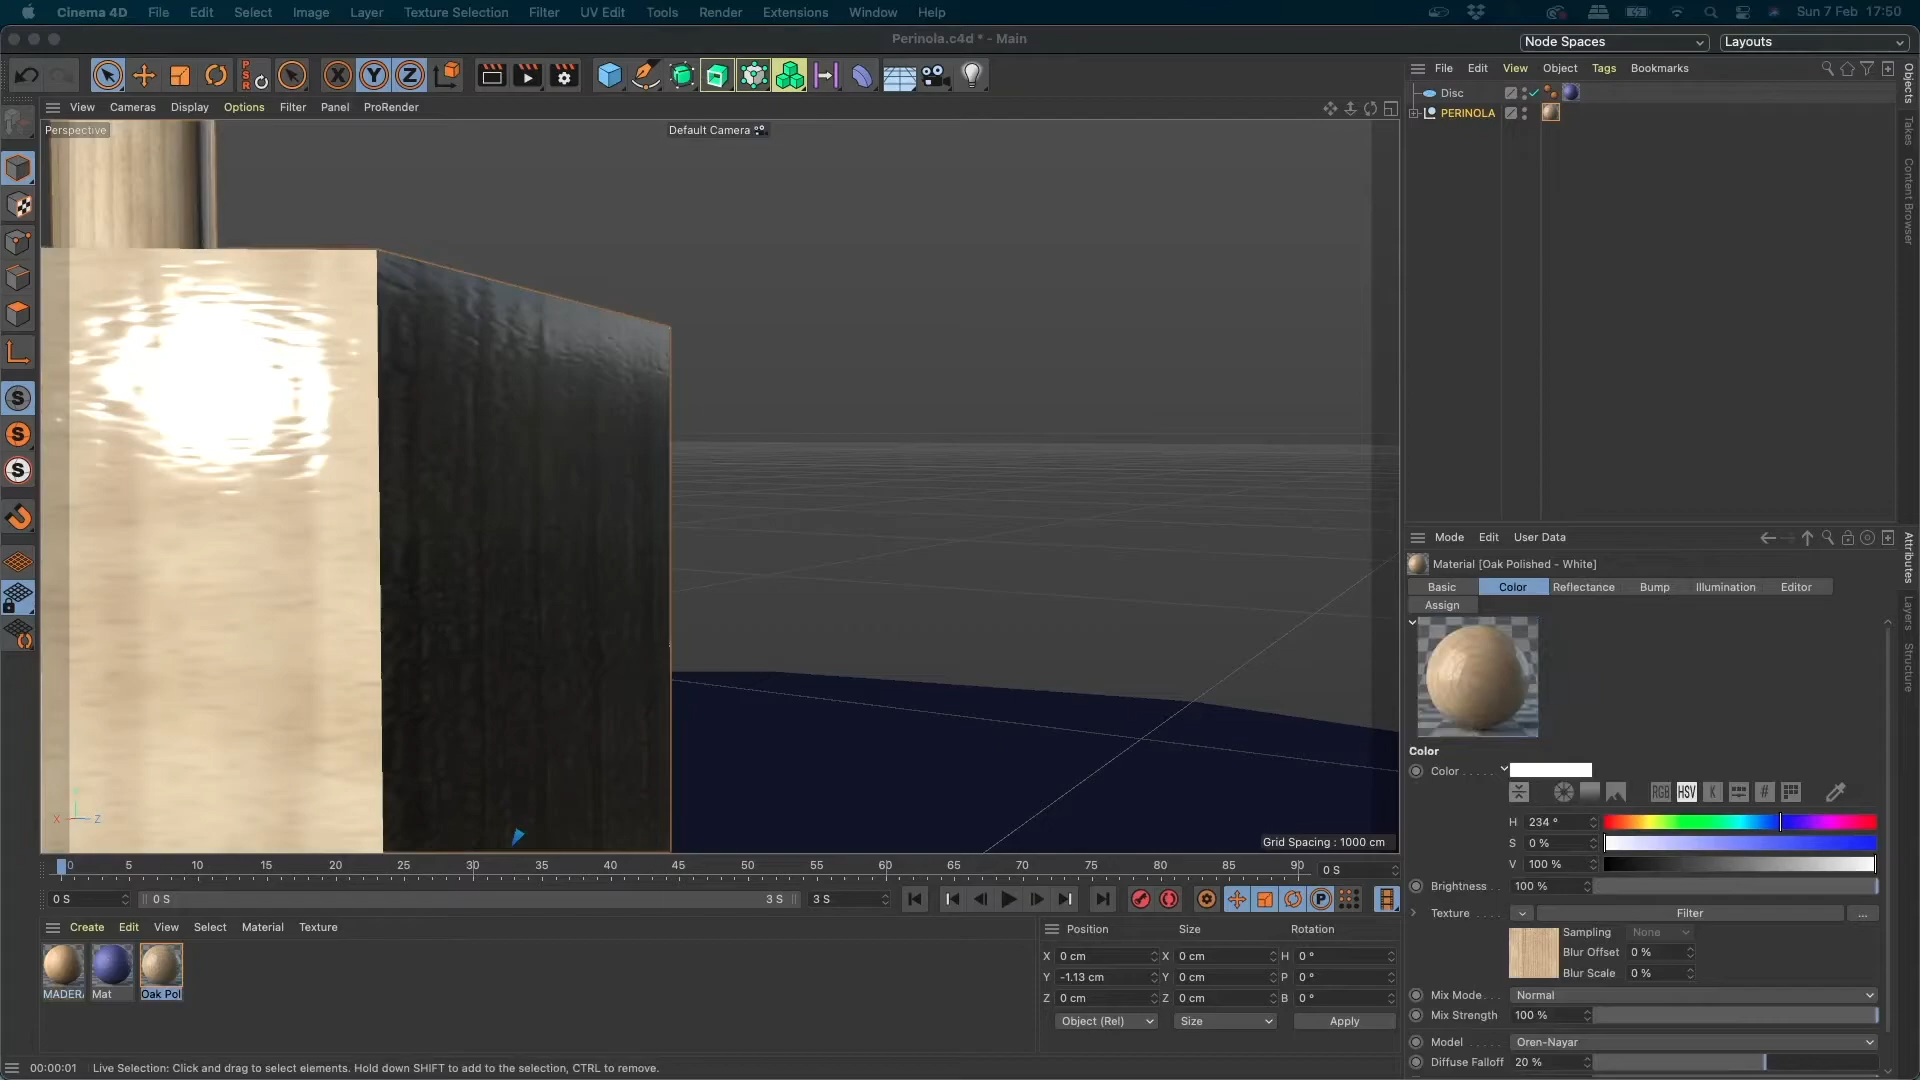 Cinema 4D File Edit Select Image Layer Texture Selection Filter UV Edit Tools Render Extensions Window Help Sun 7 Feb 17:50
Perinola.c4d * - Main
Node Spaces Layouts
PSR X Y Z
File Edit View Object Tags Bookmarks
Disc
PERINOLA
View Cameras Display Options Filter Panel ProRender
Perspective Default Camera
Objects
Takes
Content Browser
S
S
S
X Z
Grid Spacing : 1000 cm
Mode Edit User Data
Material [Oak Polished - White]
Basic Color Reflectance Bump Illumination Editor
Assign
Attributes
Layers
Structure
Color
Color
RGB HSV K #
H 234 °
S 0 %
V 100 %
Brightness 100 %
Texture Filter ...
Sampling None
Blur Offset 0 %
Blur Scale 0 %
Mix Mode Normal
Mix Strength 100 %
Model Oren-Nayar
Diffuse Falloff 20 %
0 5 10 15 20 25 30 35 40 45 50 55 60 65 70 75 80 85 90 0 S
0 S 0 S 3 S 3 S P
Create Edit View Select Material Texture
MADERA Mat Oak Pol
Position Size Rotation
X 0 cm X 0 cm H 0 °
Y -1.13 cm Y 0 cm P 0 °
Z 0 cm Z 0 cm B 0 °
Object (Rel) Size Apply
00:00:01 Live Selection: Click and drag to select elements. Hold down SHIFT to add to the selection, CTRL to remove.